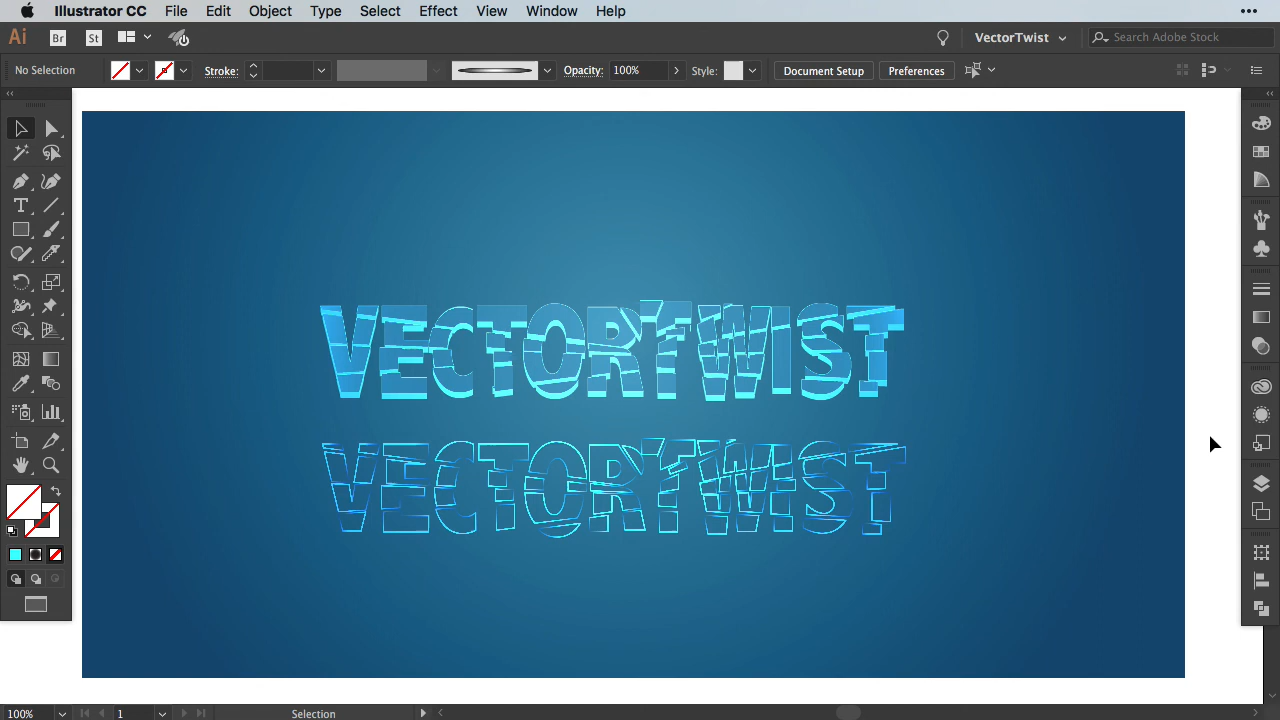 Illustrator CC File Edit Object Type Select Effect View Window Help
Ai Br St VectorTwist Search Adobe Stock
No Selection Stroke: Opacity: 100% Style: Document Setup Preferences
VECTORTWIST
VECTORTWIST
100% 1 Selection